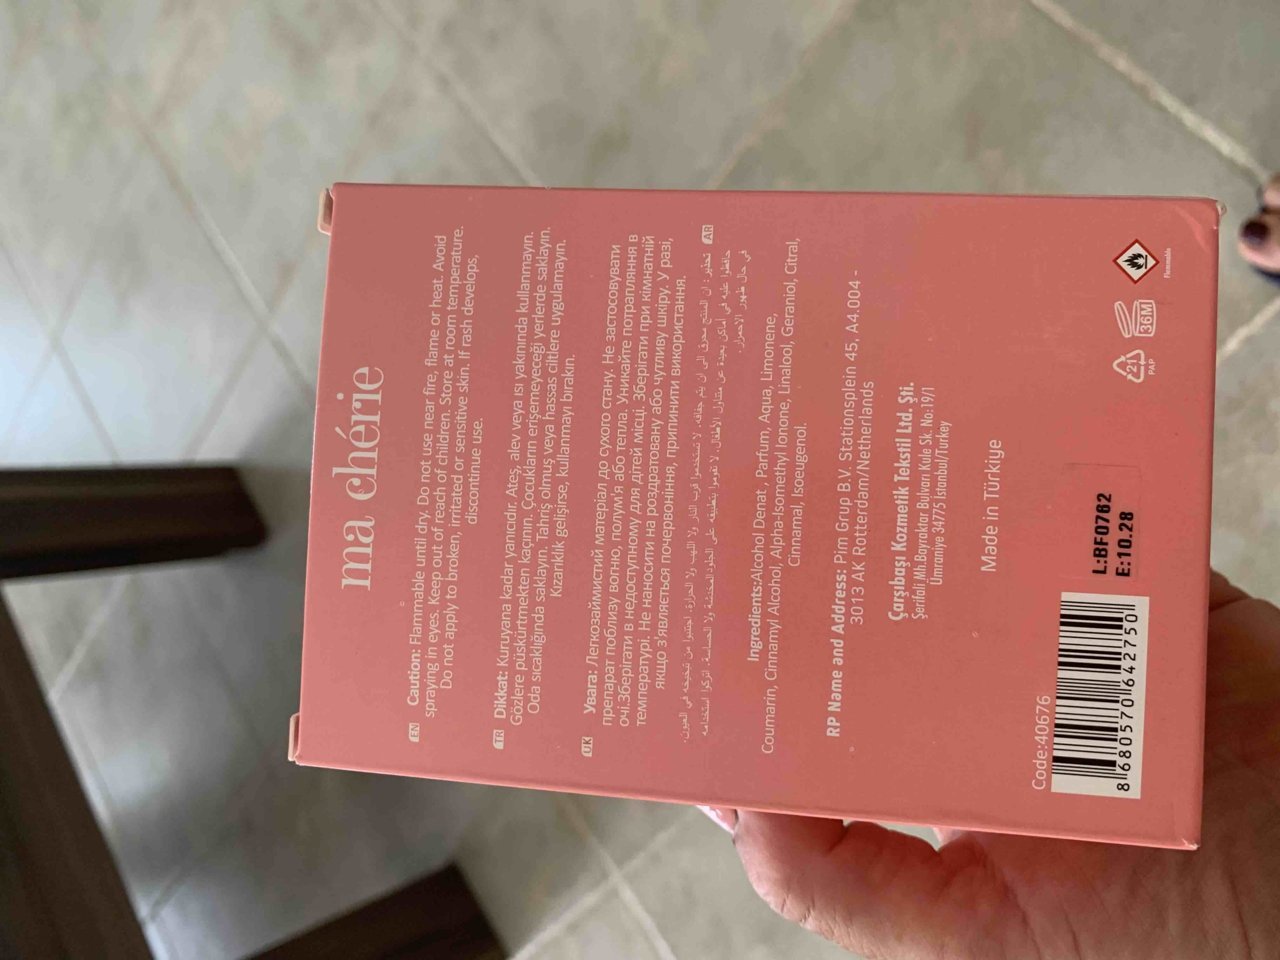 ma chérie
EN Caution: Flammable until dry. Do not use near fire, flame or heat. Avoid
spraying in eyes. Keep out of reach of children. Store at room temperature.
Do not apply to broken, irritated or sensitive skin. If rash develops,
discontinue use.
TR Dikkat: Kuruyana kadar yanıcıdır. Ateş, alev veya ısı yakınında kullanmayın.
Gözlere püskürtmekten kaçının. Çocukların erişemeyeceği yerlerde saklayın.
Oda sıcaklığında saklayın. Tahriş olmuş veya hassas ciltlere uygulamayın.
Kızarıklık gelişirse, kullanmayı bırakın.
UK Увага: Легкозаймистий матеріал до сухого стану. Не застосовувати
препарат поблизу вогню, полум'я або тепла. Уникайте потрапляння в
очі.Зберігати в недоступному для дітей місці. Зберігати при кімнатній
температурі. Не наносити на роздратовану або чутливу шкіру. У разі,
якщо з'являється почервоніння, припинити використання.
AR
في حال ظهور الاحمرار .
Ingredients:Alcohol Denat , Parfum, Aqua, Limonene,
Coumarin, Cinnamyl Alcohol, Alpha-Isomethyl Ionone, Linalool, Geraniol, Citral,
Cinnamal, Isoeugenol.
RP Name and Address: Pim Grup B.V. Stationsplein 45, A4.004 -
3013 AK Rotterdam/Netherlands
Çarşıbaşı Kozmetik Tekstil Ltd. Şti.
Şerifali Mh.Bayraktar Bulvarı Kule Sk. No:19/1
Ümraniye 34775 İstanbul/Turkey
Made in Türkiye
Code:40676
8 680570 642750
L:BF0762
E:10.28
21
PAP
36M
Flammable